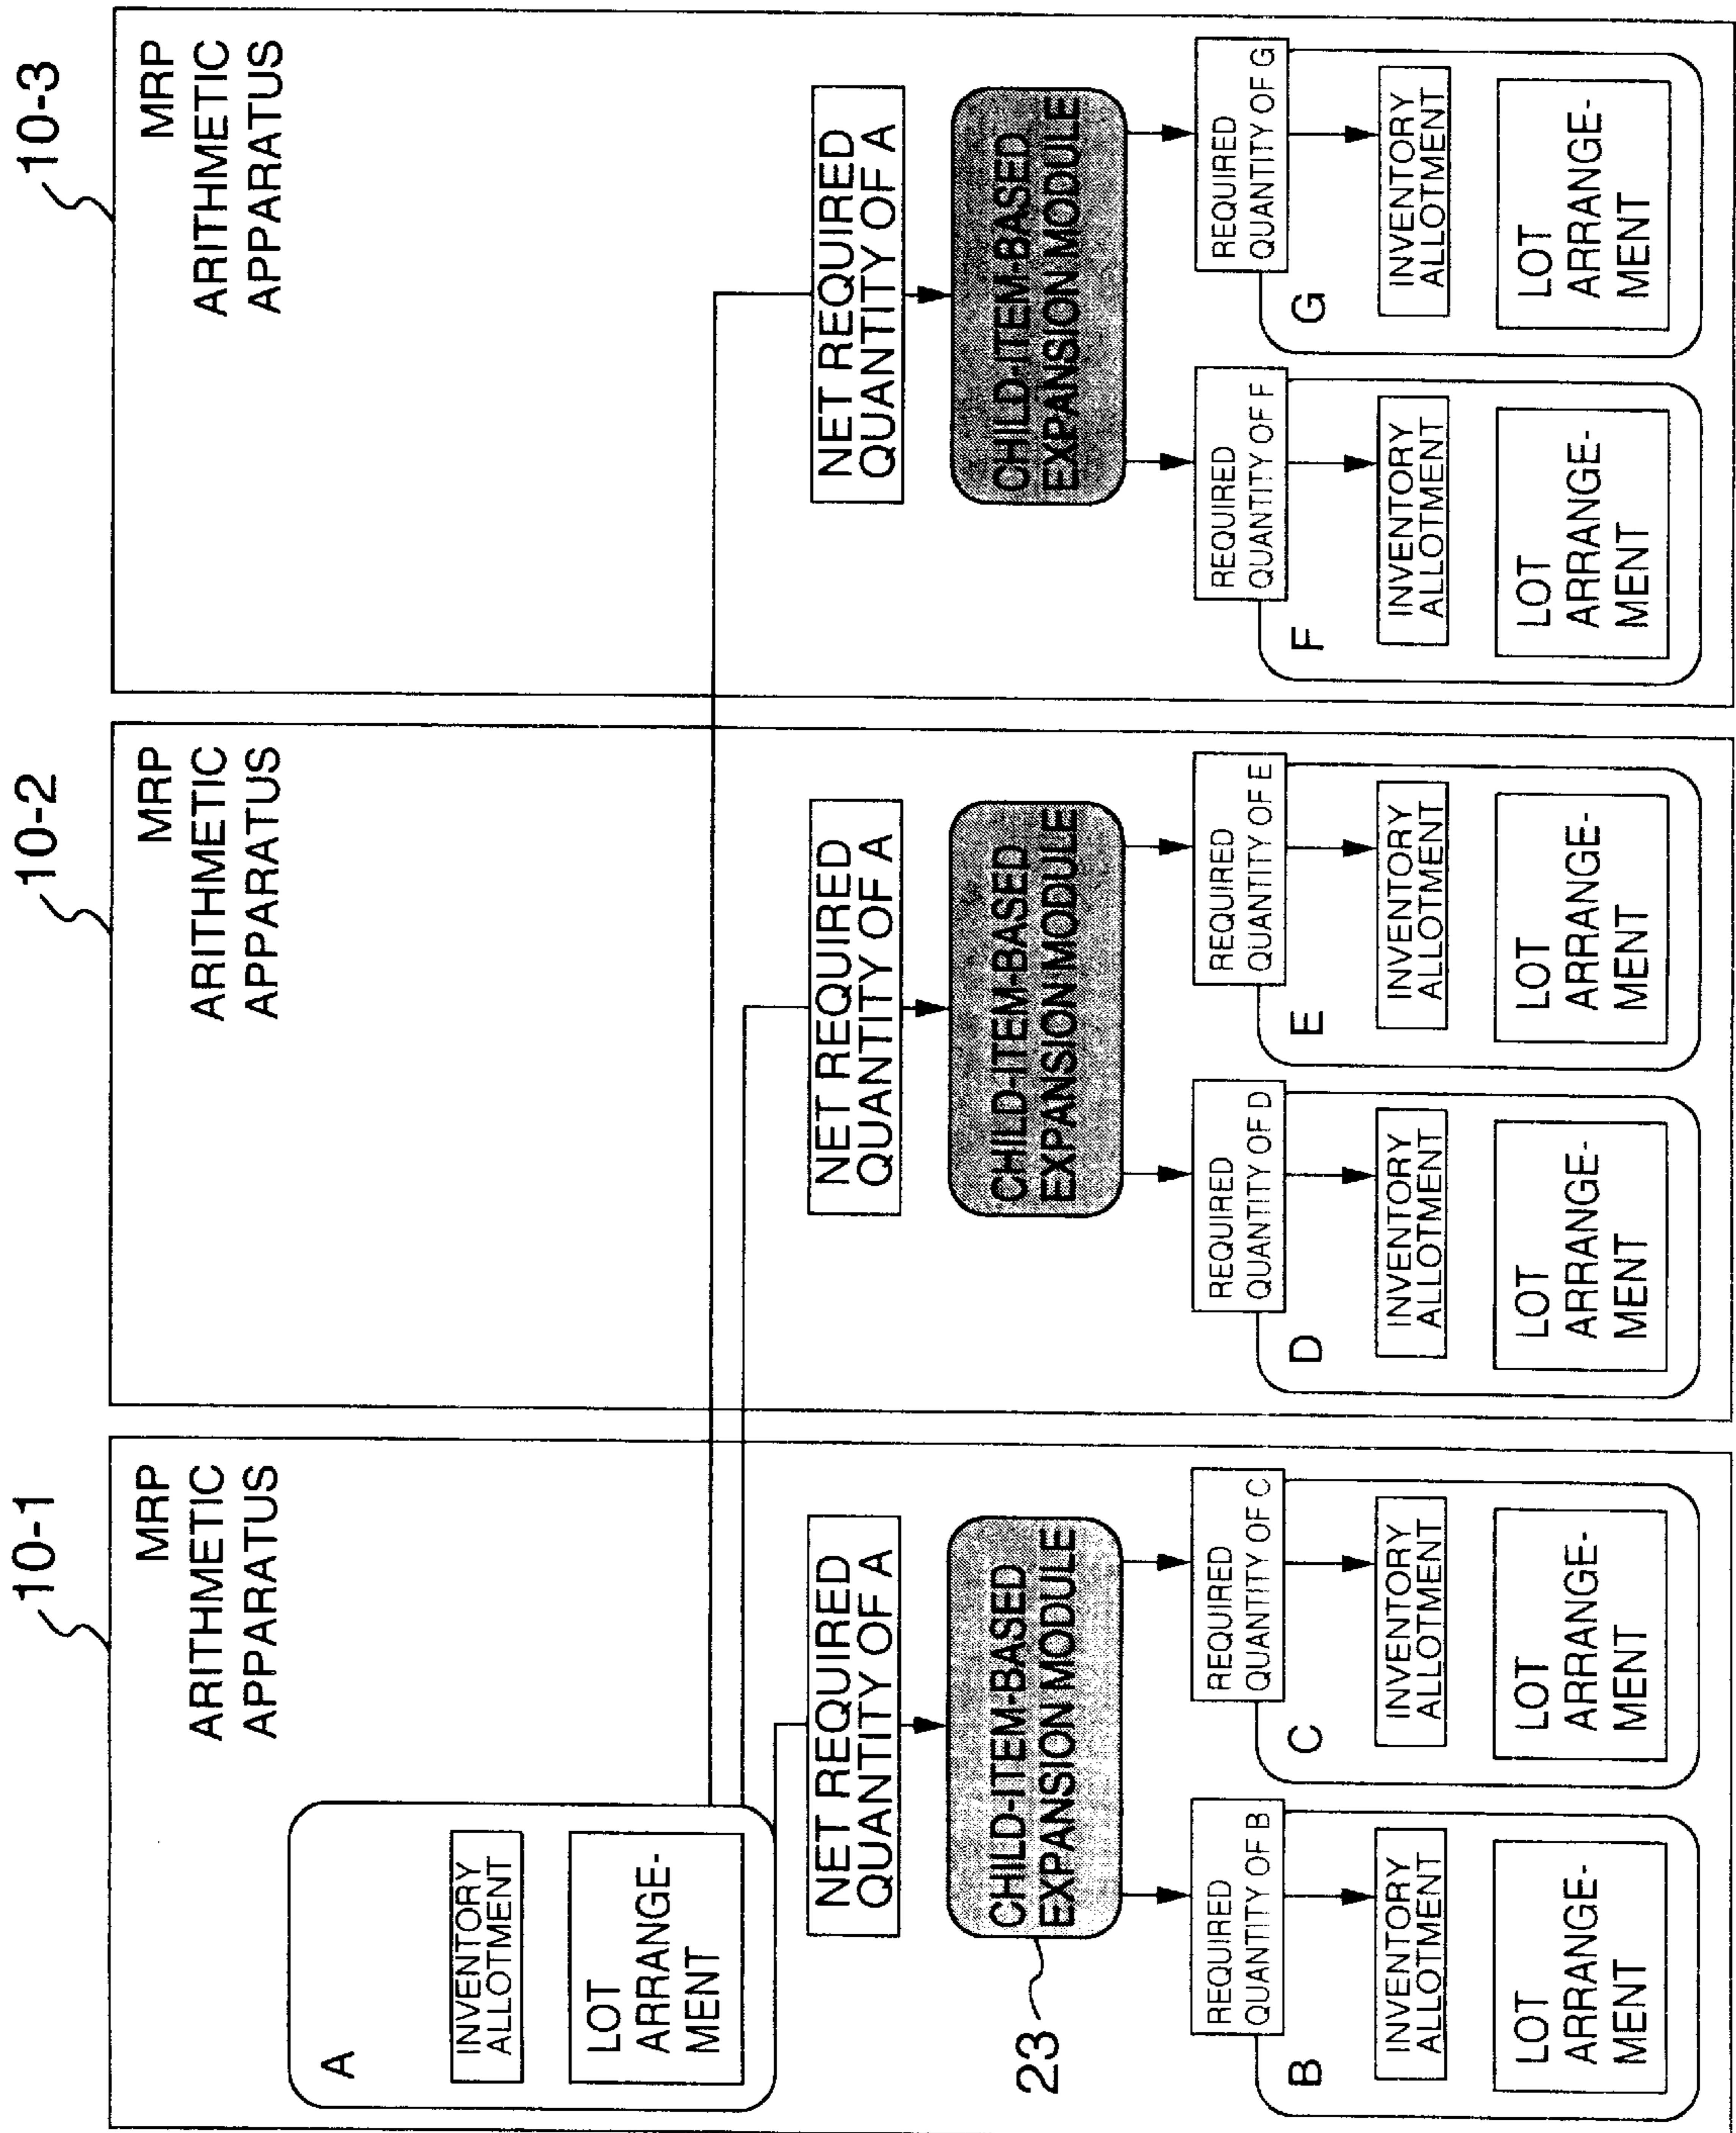 10-1
MRP
ARITHMETIC
APPARATUS
A
INVENTORY
ALLOTMENT
LOT
ARRANGE-
MENT
NET REQUIRED
QUANTITY OF A
CHILD-ITEM-BASED
EXPANSION MODULE
23
REQUIRED
QUANTITY OF B
B
INVENTORY
ALLOTMENT
LOT
ARRANGE-
MENT
REQUIRED
QUANTITY OF C
C
INVENTORY
ALLOTMENT
LOT
ARRANGE-
MENT
10-2
MRP
ARITHMETIC
APPARATUS
NET REQUIRED
QUANTITY OF A
CHILD-ITEM-BASED
EXPANSION MODULE
REQUIRED
QUANTITY OF D
D
INVENTORY
ALLOTMENT
LOT
ARRANGE-
MENT
REQUIRED
QUANTITY OF E
E
INVENTORY
ALLOTMENT
LOT
ARRANGE-
MENT
10-3
MRP
ARITHMETIC
APPARATUS
NET REQUIRED
QUANTITY OF A
CHILD-ITEM-BASED
EXPANSION MODULE
REQUIRED
QUANTITY OF F
F
INVENTORY
ALLOTMENT
LOT
ARRANGE-
MENT
REQUIRED
QUANTITY OF G
G
INVENTORY
ALLOTMENT
LOT
ARRANGE-
MENT